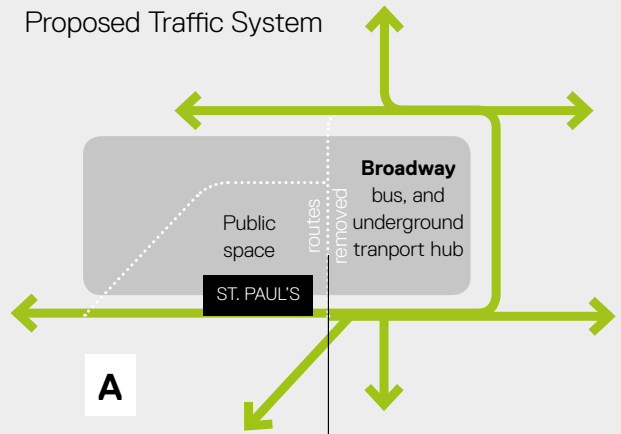 Proposed Traffic System
Broadway
bus, and
underground
tranport hub
routes
removed
Public
space
ST. PAUL'S
A